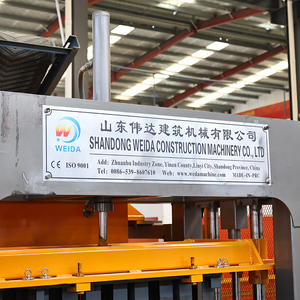 山东伟达建筑机械有限公司
SHANDONG WEIDA CONSTRUCTION MACHINERY CO., LTD
WEIDA
CE ISO 9001
Add: Zhuanbu Industry Zone, Yinan County, Linyi City, Shandong Province, China
Tel: 0086-539-8607610 Web: www.weidamachine.com MADE-IN-PRC